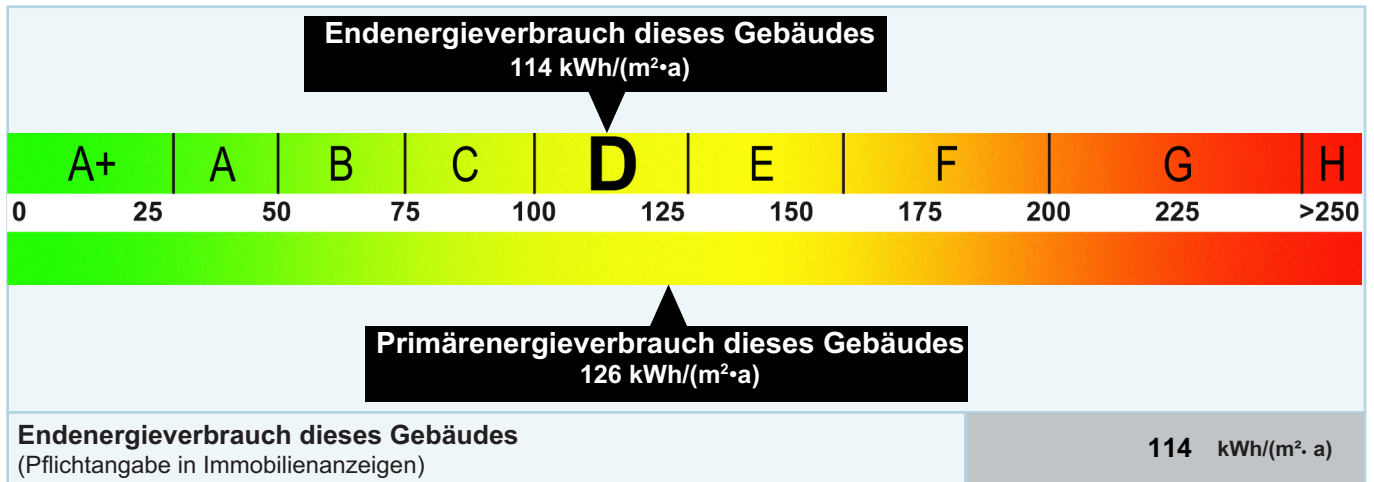 Endenergieverbrauch dieses Gebäudes
114 kWh/(m²•a)
A+ A B C D E F G H
0 25 50 75 100 125 150 175 200 225 >250
Primärenergieverbrauch dieses Gebäudes
126 kWh/(m²•a)
Endenergieverbrauch dieses Gebäudes
(Pflichtangabe in Immobilienanzeigen)
114 kWh/(m²· a)